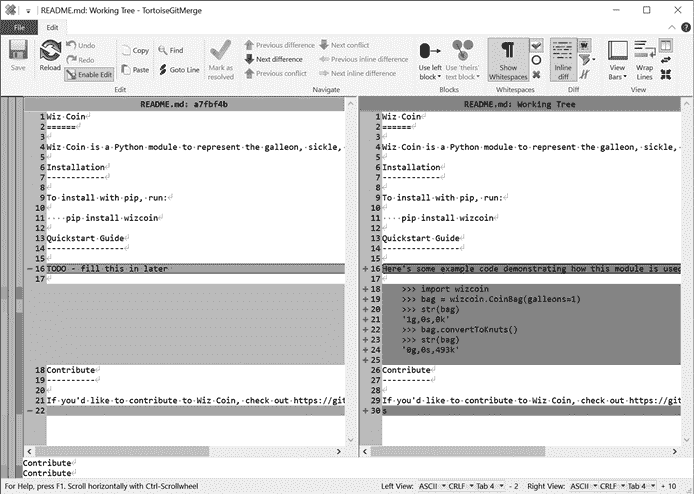 README.md: Working Tree - TortoiseGitMerge
File Edit
Save
Reload
Undo
Redo
Enable Edit
Copy
Paste
Find
Goto Line
Edit
Mark as resolved
Previous difference
Next difference
Previous conflict
Next conflict
Previous inline difference
Next inline difference
Navigate
Use left block
Use 'theirs' text block
Blocks
Show Whitespaces
Whitespaces
Inline diff
Diff
View Bars
Wrap Lines
View
README.md: a7fbf4b
1 Wiz Coin
2 ======
3
4 Wiz Coin is a Python module to represent the galleon, sickle,
5
6 Installation
7 ------------
8
9 To install with pip, run:
10
11     pip install wizcoin
12
13 Quickstart Guide
14 ----------------
15
16 TODO - fill this in later
17
18 Contribute
19 ----------
20
21 If you'd like to contribute to Wiz Coin, check out https://git
22
README.md: Working Tree
1 Wiz Coin
2 ======
3
4 Wiz Coin is a Python module to represent the galleon, sickle,
5
6 Installation
7 ------------
8
9 To install with pip, run:
10
11     pip install wizcoin
12
13 Quickstart Guide
14 ----------------
15
16 Here's some example code demonstrating how this module is used
17
18     >>> import wizcoin
19     >>> bag = wizcoin.CoinBag(galleons=1)
20     >>> str(bag)
21     '1g,0s,0k'
22     >>> bag.convertToKnuts()
23     >>> str(bag)
24     '0g,0s,493k'
25
26 Contribute
27 ----------
28
29 If you'd like to contribute to Wiz Coin, check out https://git
30 s
Contribute
Contribute
For Help, press F1. Scroll horizontally with Ctrl-Scrollwheel
Left View: ASCII CRLF Tab 4 - 2
Right View: ASCII CRLF Tab 4 + 10